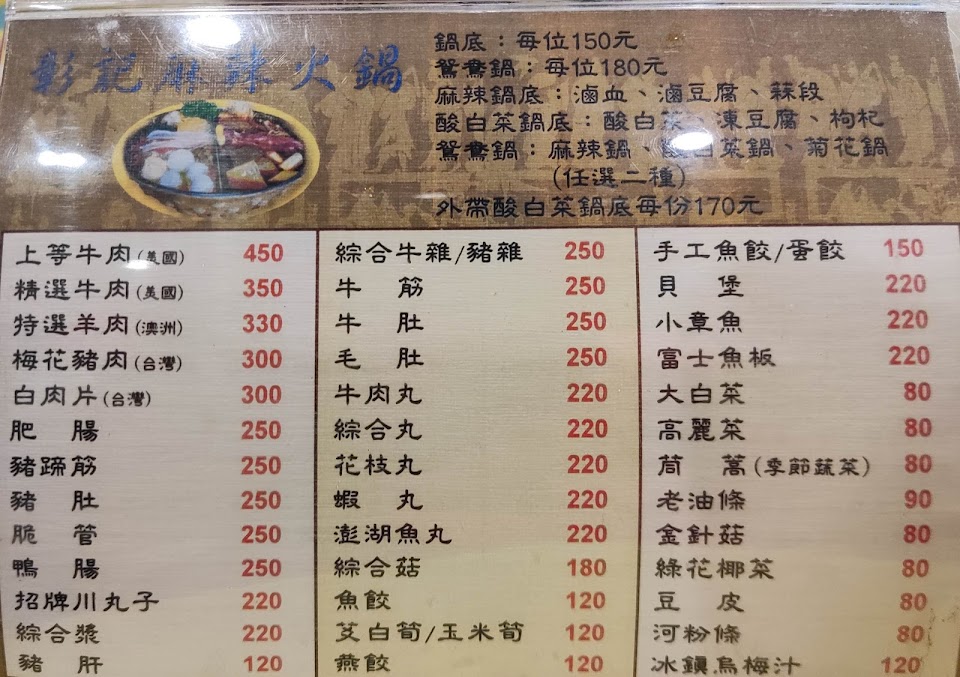 彰記麻辣火鍋
鍋底：每位150元
鴛鴦鍋：每位180元
麻辣鍋底：滷血、滷豆腐、蒜段
酸白菜鍋底：酸白菜、凍豆腐、枸杞
鴛鴦鍋：麻辣鍋、酸白菜鍋、菊花鍋
(任選二種)
外帶酸白菜鍋底每份170元
上等牛肉(美國) 450
精選牛肉(美國) 350
特選羊肉(澳洲) 330
梅花豬肉(台灣) 300
白肉片(台灣) 300
肥 腸 250
豬蹄筋 250
豬 肚 250
脆 管 250
鴨 腸 250
招牌川丸子 220
綜合漿 220
豬 肝 120
綜合牛雜/豬雜 250
牛 筋 250
牛 肚 250
毛 肚 250
牛肉丸 220
綜合丸 220
花枝丸 220
蝦 丸 220
澎湖魚丸 220
綜合菇 180
魚餃 120
茭白筍/玉米筍 120
燕餃 120
手工魚餃/蛋餃 150
貝 堡 220
小章魚 220
富士魚板 220
大白菜 80
高麗菜 80
茼 蒿(季節蔬菜) 80
老油條 90
金針菇 80
綠花椰菜 80
豆 皮 80
河粉條 80
冰鎮烏梅汁 120